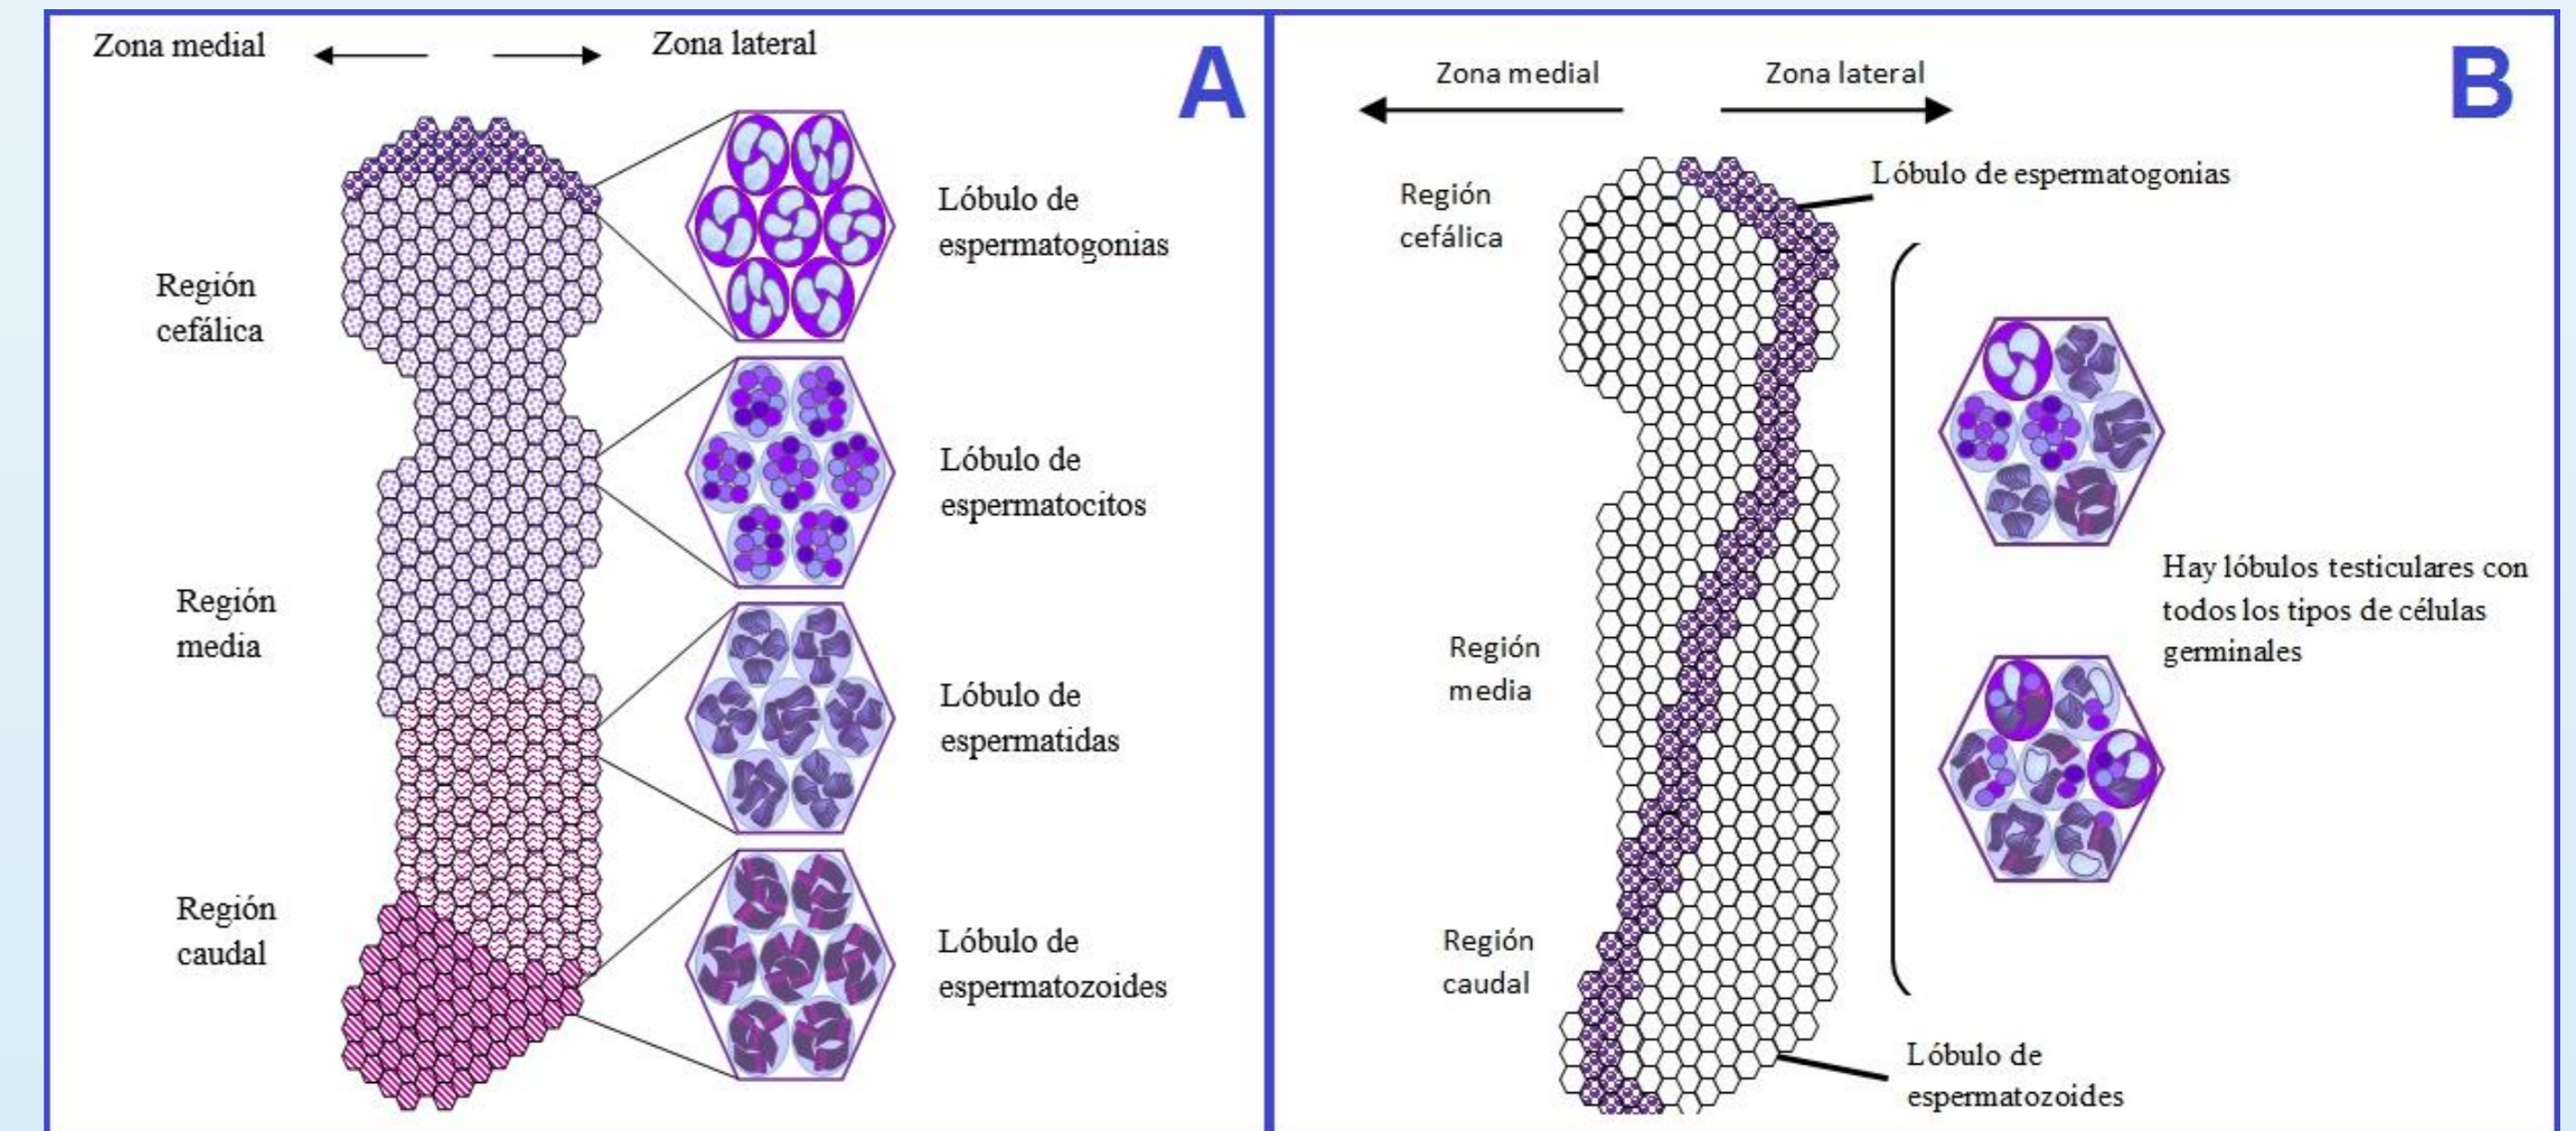 Zona medial
Zona lateral
A
Lóbulo de
espermatogonias
Región
cefálica
Lóbulo de
espermatocitos
Región
media
Lóbulo de
espermatidas
Región
caudal
Lóbulo de
espermatozoides
Zona medial
Zona lateral
B
Lóbulo de espermatogonias
Región
cefálica
Hay lóbulos testiculares con
todos los tipos de células
germinales
Región
media
Región
caudal
Lóbulo de
espermatozoides